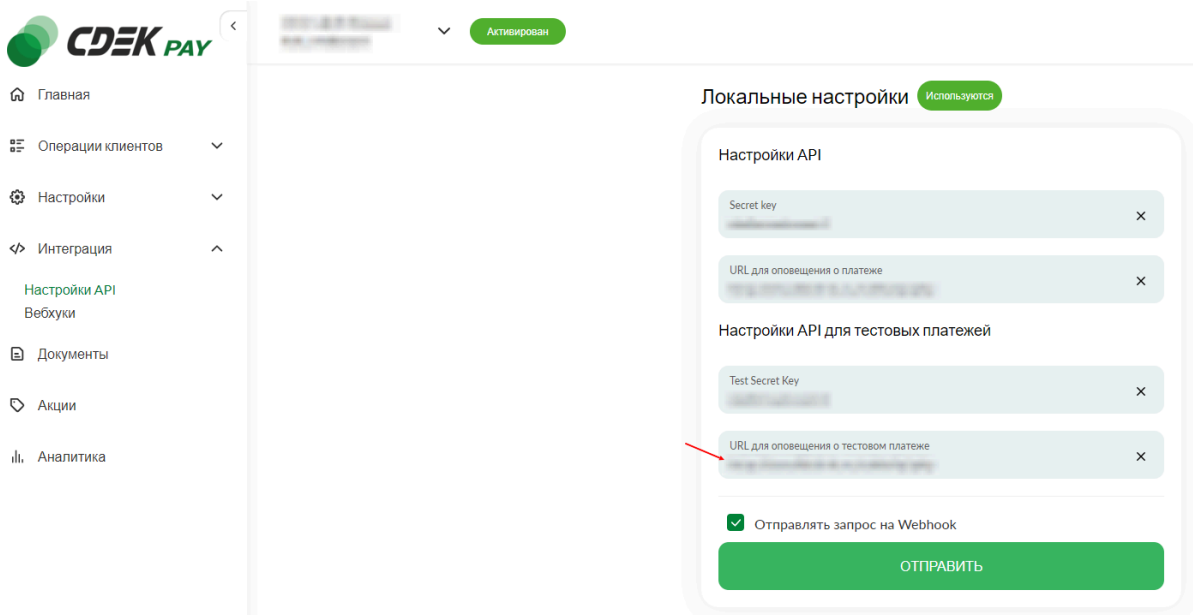 CDEK PAY
Активирован
Главная
Операции клиентов
Настройки
Интеграция
Настройки API
Вебхуки
Документы
Акции
Аналитика
Локальные настройки
Используются
Настройки API
Secret key
URL для оповещения о платеже
Настройки API для тестовых платежей
Test Secret Key
URL для оповещения о тестовом платеже
Отправлять запрос на Webhook
ОТПРАВИТЬ